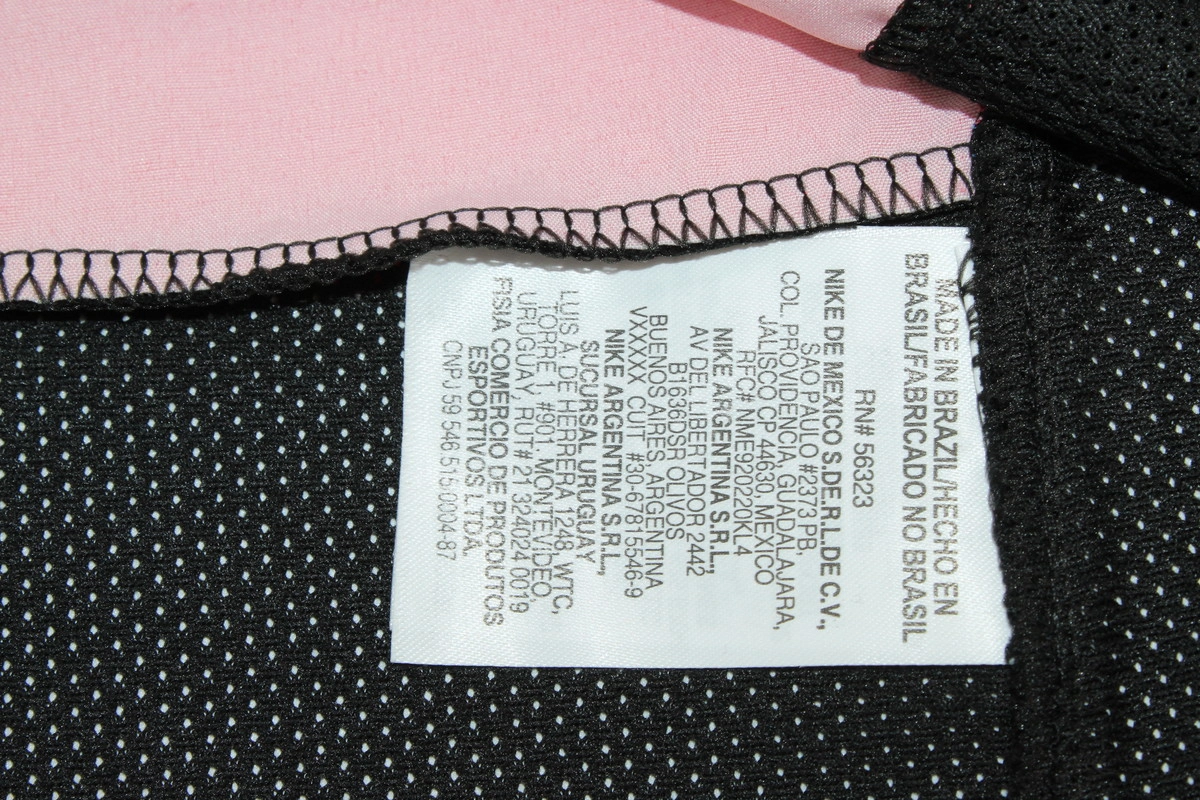 MADE IN BRAZIL/HECHO EN
BRASIL/FABRICADO NO BRASIL
RN# 56323
NIKE DE MEXICO S.DE.R.L.DE C.V.,
SAO PAULO #2373 PB,
COL. PROVIDENCIA, GUADALAJARA,
JALISCO CP 44630, MEXICO
RFC# NME920220KL4
NIKE ARGENTINA S.R.L.,
AV DEL LIBERTADOR 2442
B1636DSR OLIVOS
BUENOS AIRES, ARGENTINA
VXXXXX CUIT #30-67815546-9
NIKE ARGENTINA S.R.L.,
SUCURSAL URUGUAY
LUIS A. DE HERRERA 1248, WTC,
TORRE 1, #901, MONTEVIDEO,
URUGUAY, RUT# 21 324024 0019
FISIA COMERCIO DE PRODUTOS
ESPORTIVOS LTDA.
CNPJ 59 546 515 0004-87